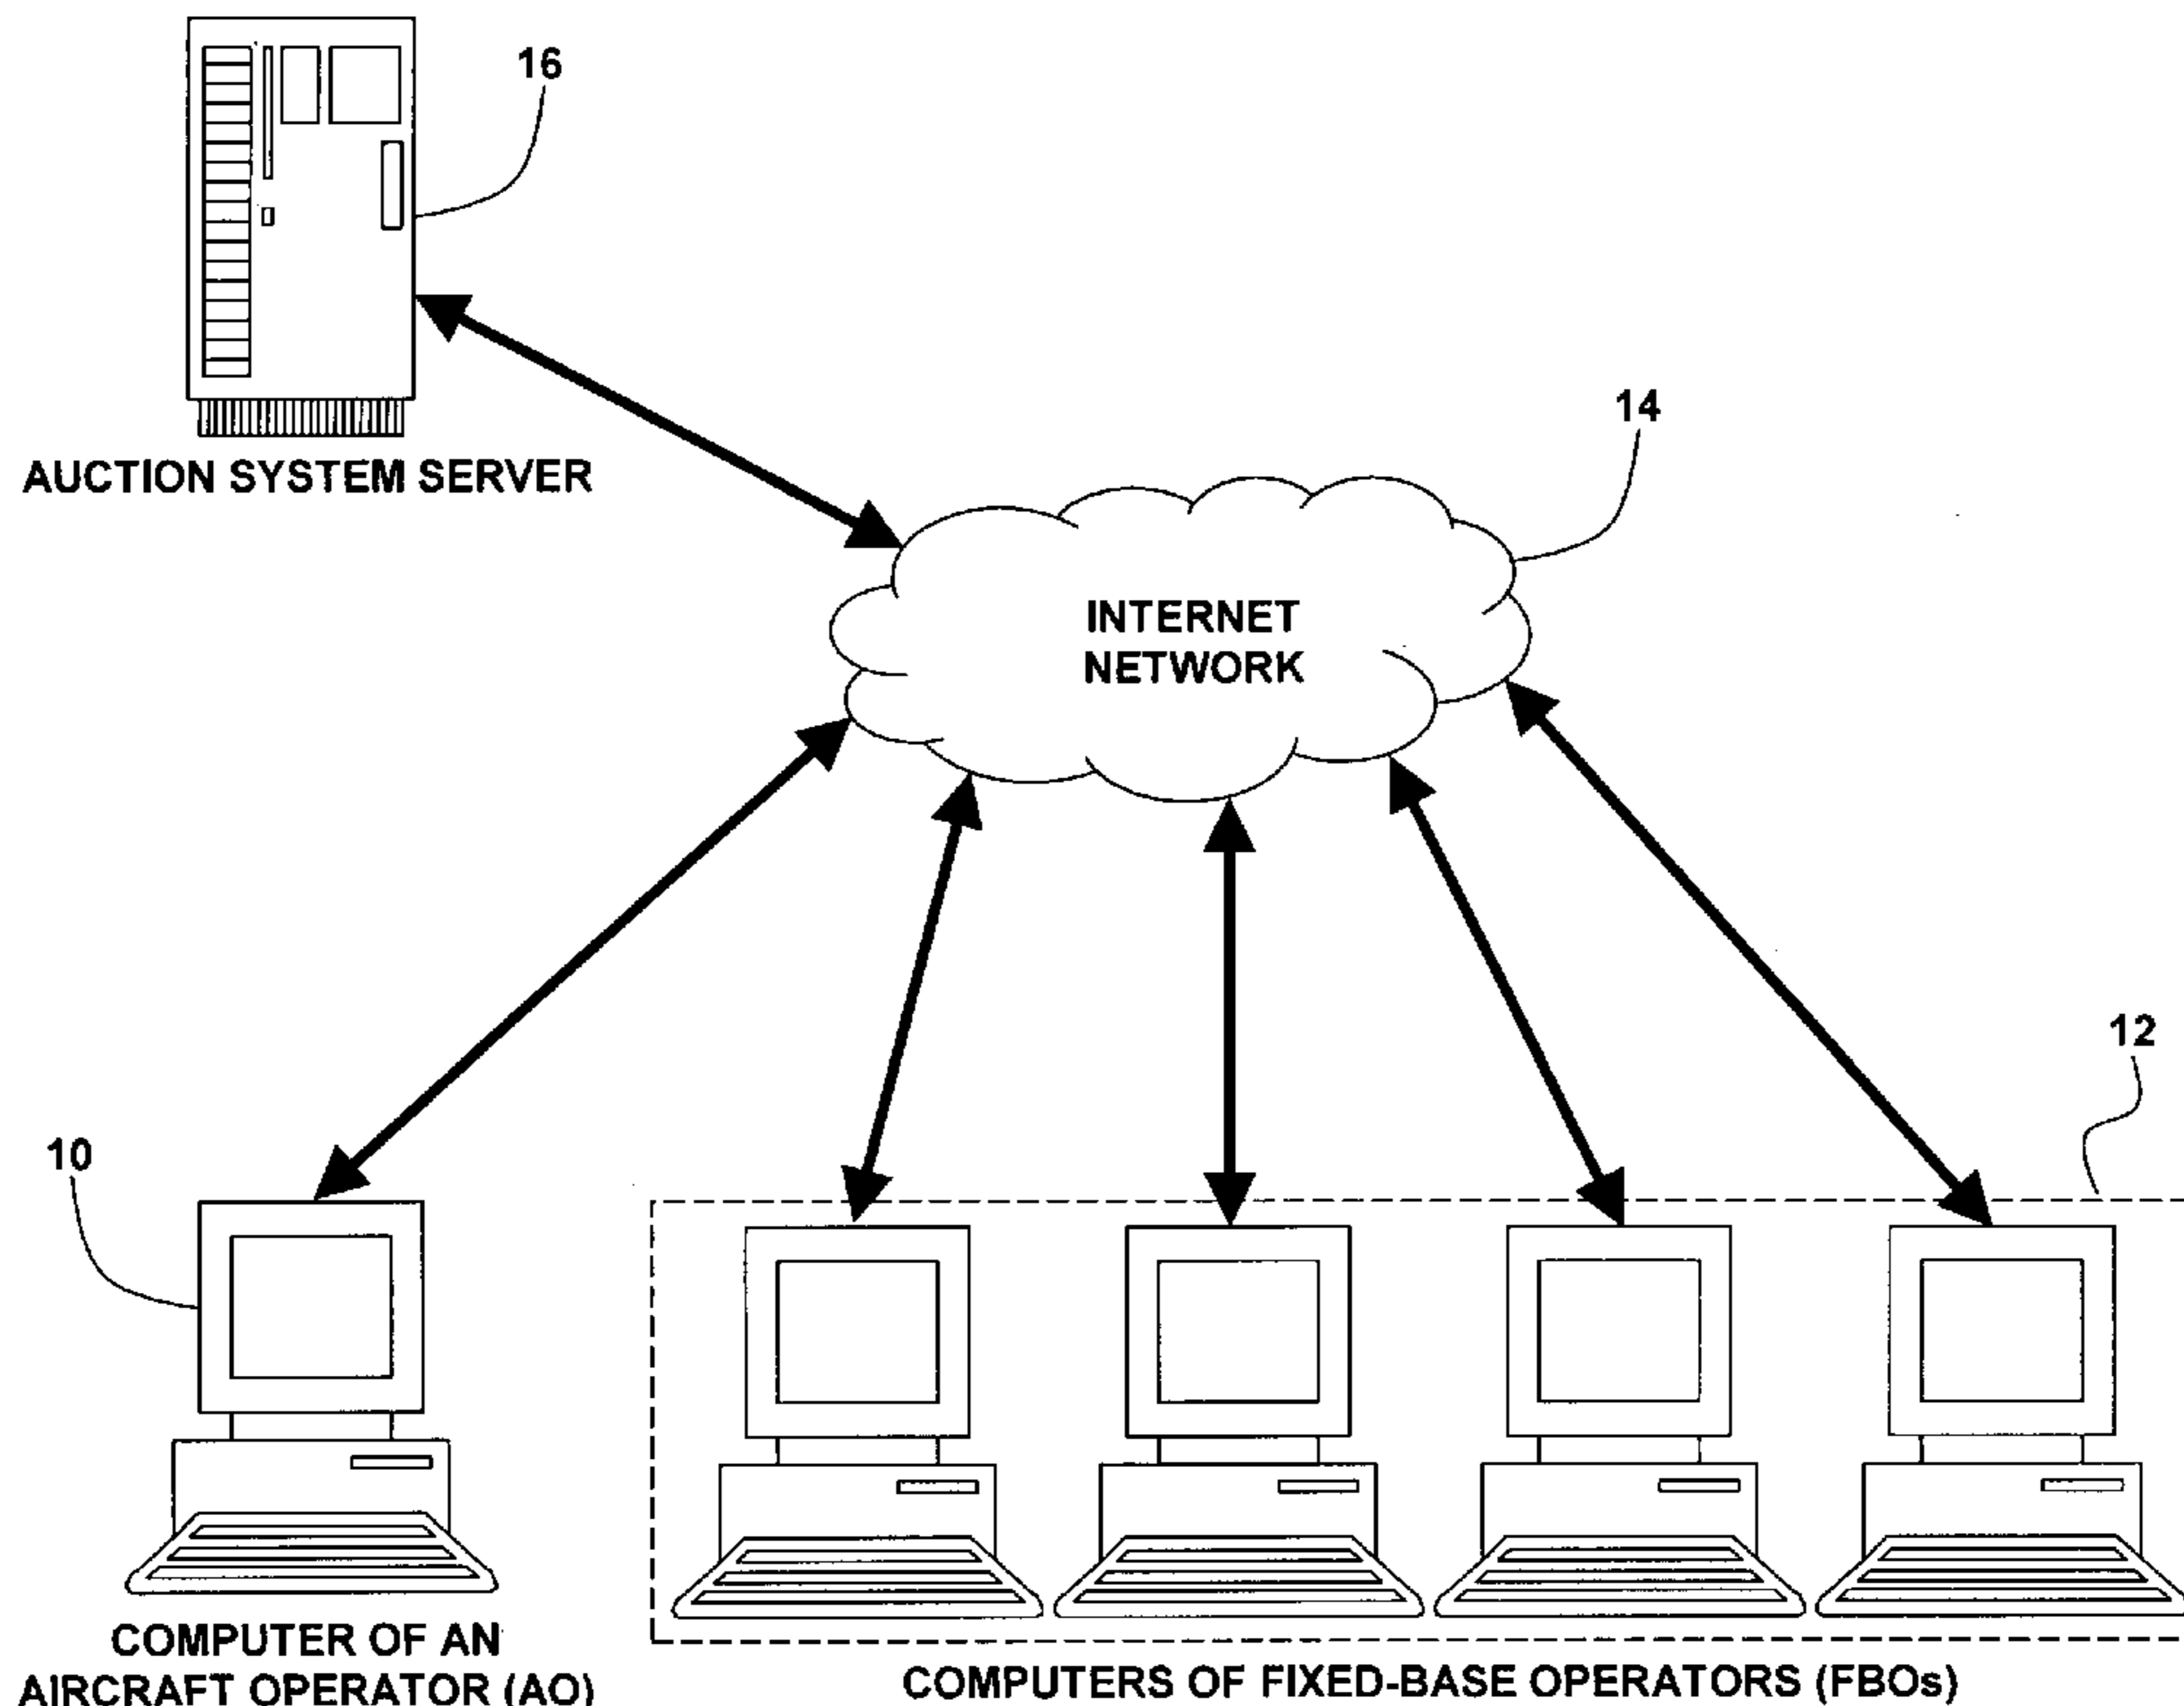 16
AUCTION SYSTEM SERVER
14
INTERNET
NETWORK
12
10
COMPUTER OF AN
AIRCRAFT OPERATOR (AO)
COMPUTERS OF FIXED-BASE OPERATORS (FBOs)